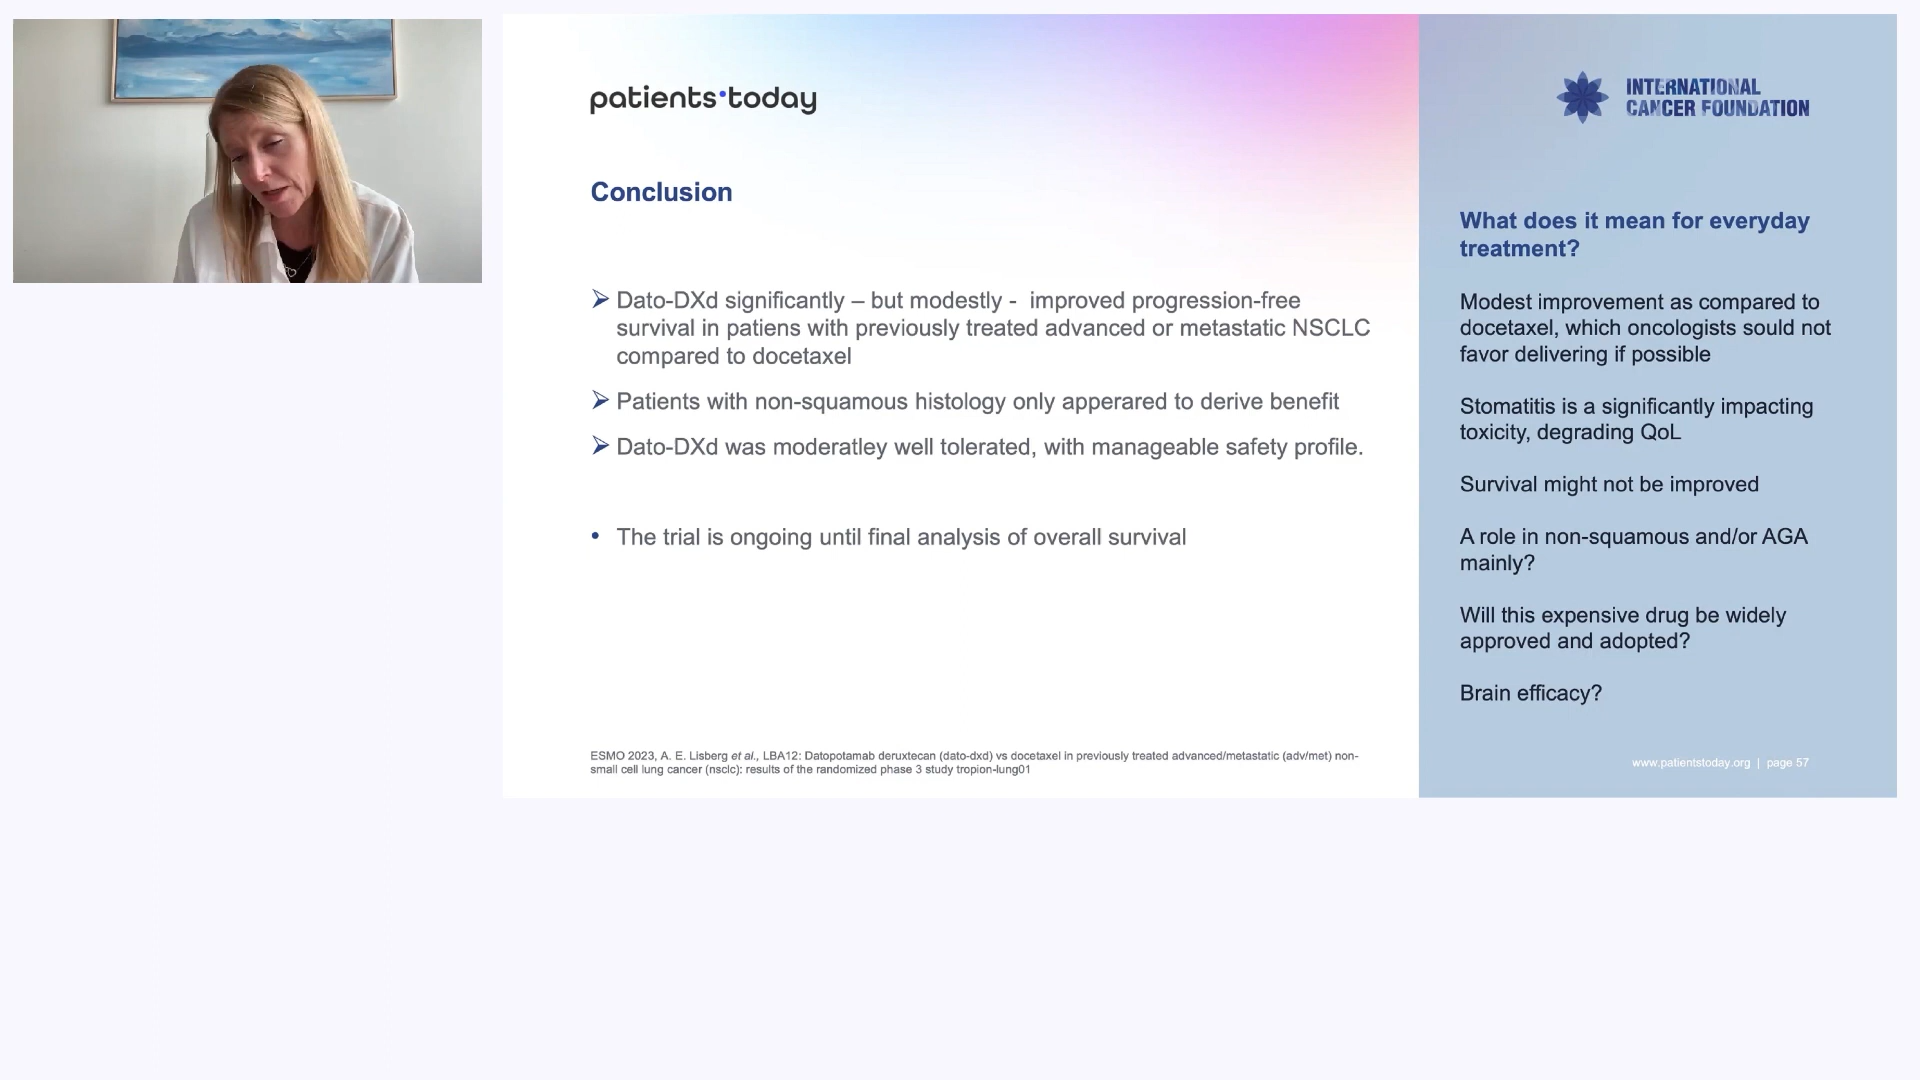 patients•today
INTERNATIONAL
CANCER FOUNDATION
Conclusion
➢ Dato-DXd significantly – but modestly - improved progression-free
survival in patiens with previously treated advanced or metastatic NSCLC
compared to docetaxel
➢ Patients with non-squamous histology only apperared to derive benefit
➢ Dato-DXd was moderatley well tolerated, with manageable safety profile.
• The trial is ongoing until final analysis of overall survival
ESMO 2023, A. E. Lisberg et al., LBA12: Datopotamab deruxtecan (dato-dxd) vs docetaxel in previously treated advanced/metastatic (adv/met) non-
small cell lung cancer (nsclc): results of the randomized phase 3 study tropion-lung01
What does it mean for everyday
treatment?
Modest improvement as compared to
docetaxel, which oncologists sould not
favor delivering if possible
Stomatitis is a significantly impacting
toxicity, degrading QoL
Survival might not be improved
A role in non-squamous and/or AGA
mainly?
Will this expensive drug be widely
approved and adopted?
Brain efficacy?
www.patientstoday.org | page 57